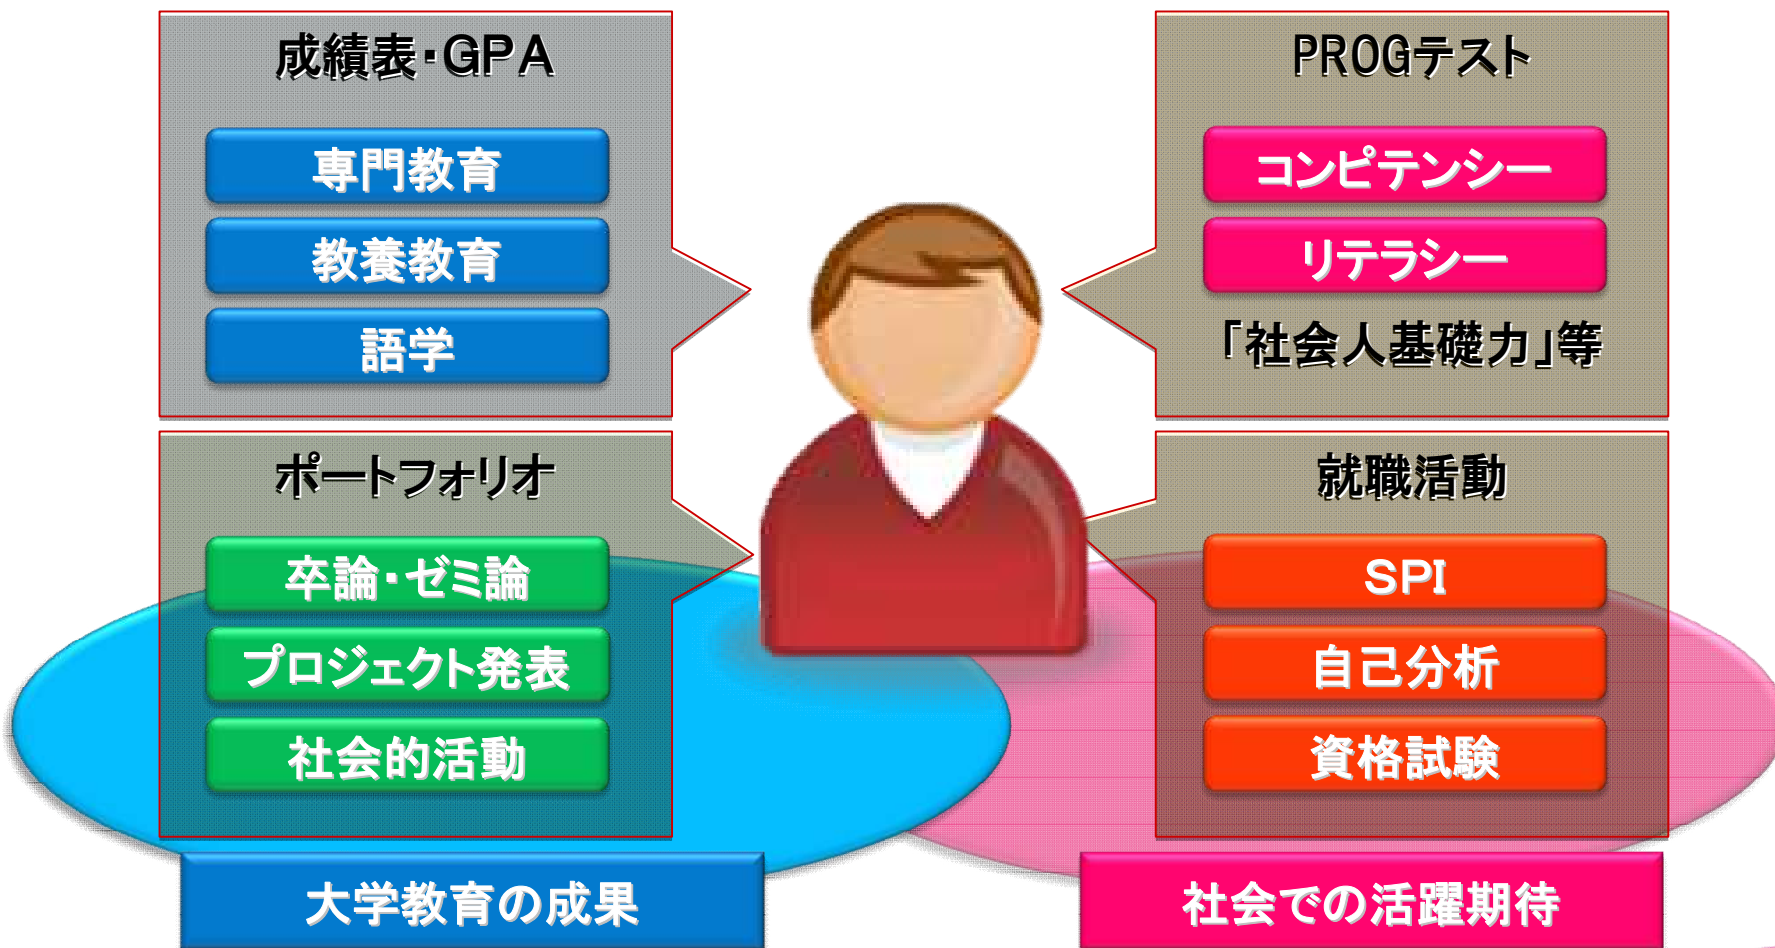 成績表・GPA
専門教育
教養教育
語学
ポートフォリオ
卒論・ゼミ論
プロジェクト発表
社会的活動
大学教育の成果
PROGテスト
コンピテンシー
リテラシー
「社会人基礎力」等
就職活動
SPI
自己分析
資格試験
社会での活躍期待